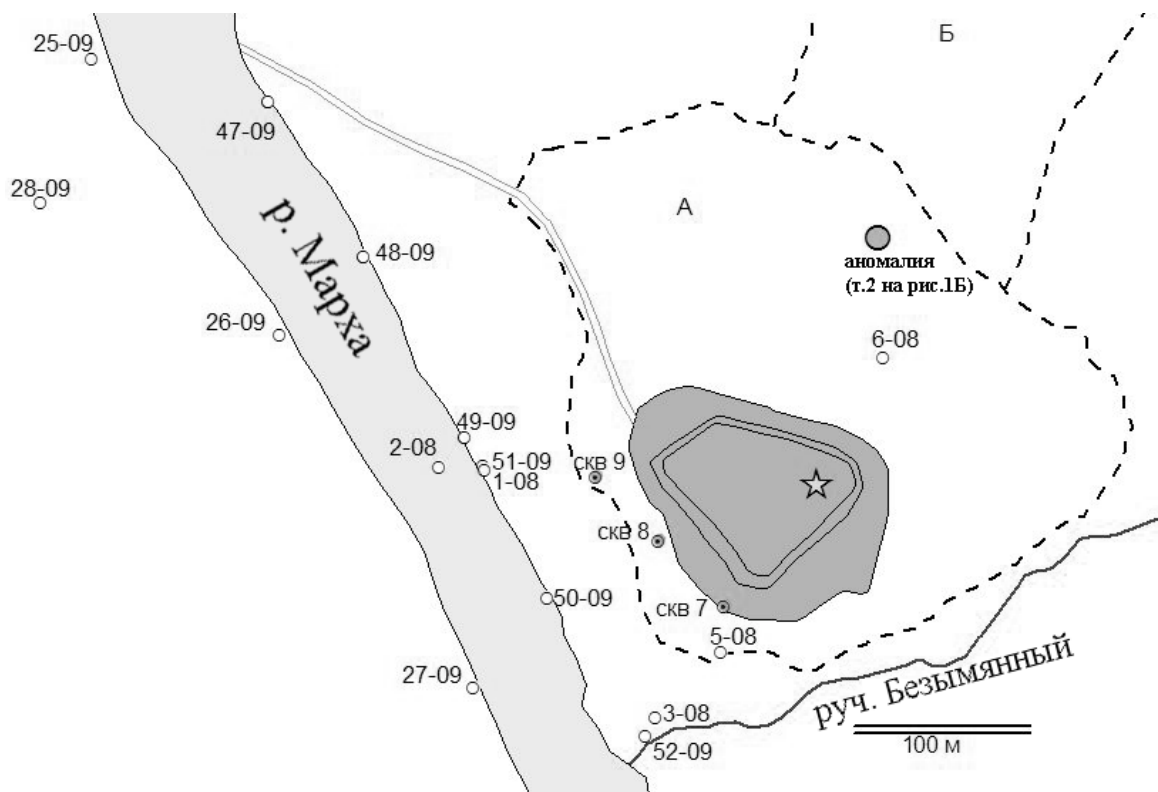 25-09
Б
47-09
28-09
А
р. Марха
48-09
аномалия
(т.2 на рис.1Б)
26-09
6-08
49-09
2-08
51-09
скв 9
1-08
скв 8
50-09
скв 7
5-08
27-09
руч. Безымянный
3-08
52-09
100 м